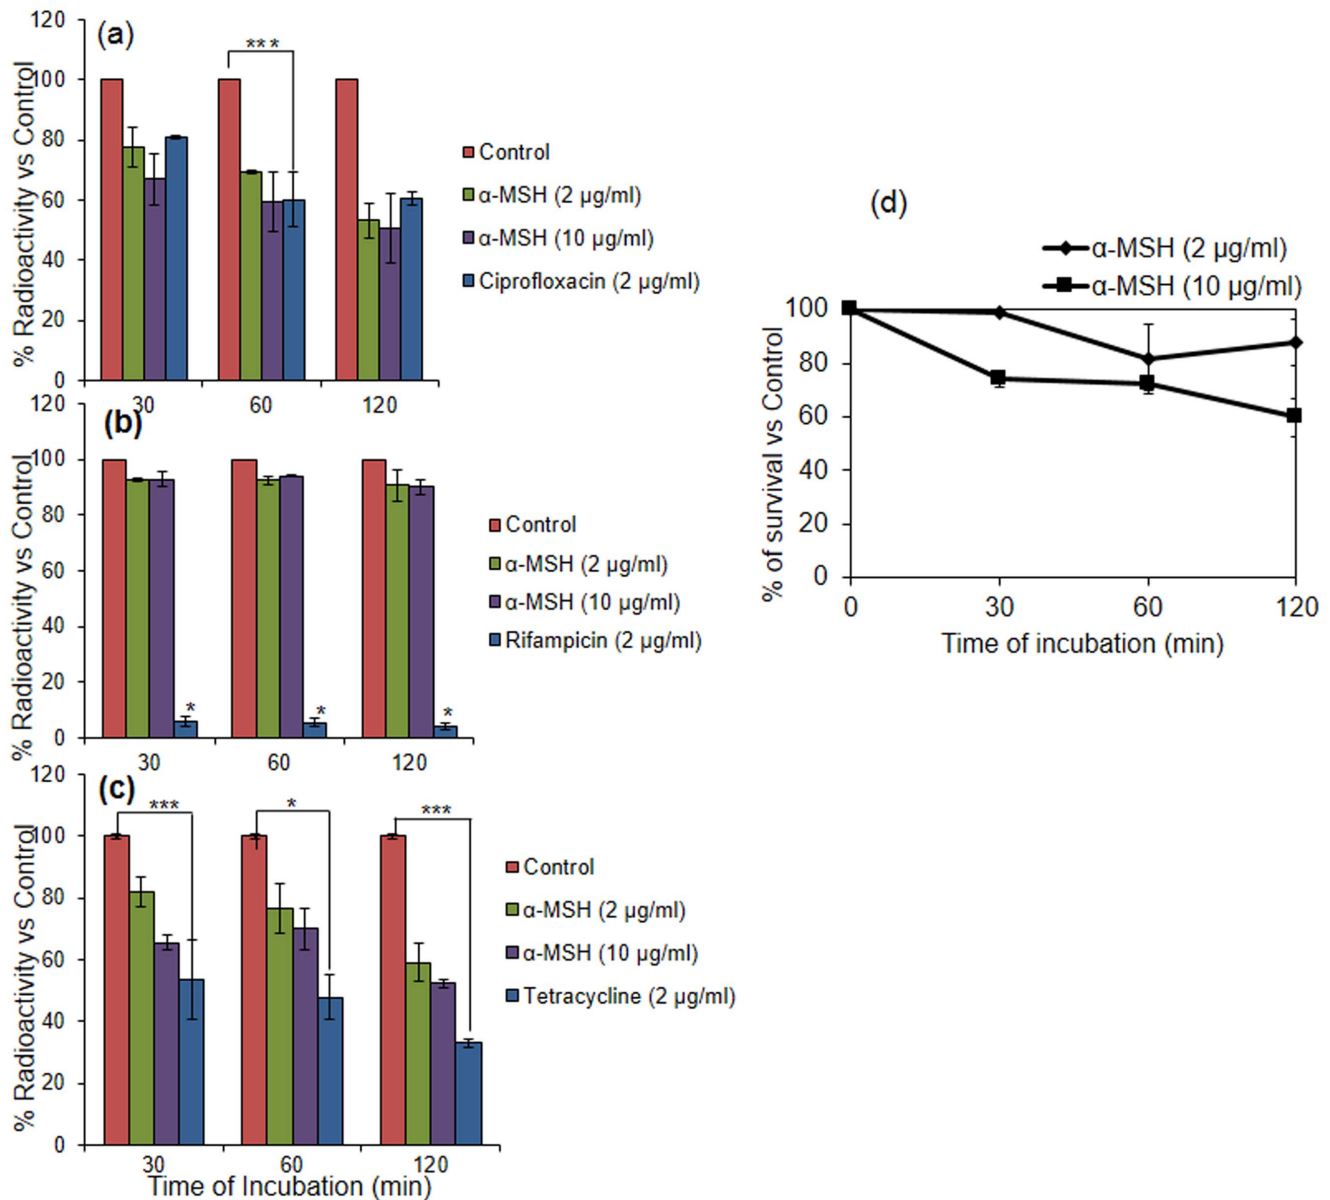 (a)
% Radioactivity vs Control
120
100
80
60
40
20
0
***
30
60
120
Control
α-MSH (2 µg/ml)
α-MSH (10 µg/ml)
Ciprofloxacin (2 µg/ml)
(b)
% Radioactivity vs Control
120
100
80
60
40
20
0
*
*
*
30
60
120
Control
α-MSH (2 µg/ml)
α-MSH (10 µg/ml)
Rifampicin (2 µg/ml)
(c)
% Radioactivity vs Control
120
100
80
60
40
20
0
***
*
***
30
60
120
Time of Incubation (min)
Control
α-MSH (2 µg/ml)
α-MSH (10 µg/ml)
Tetracycline (2 µg/ml)
(d)
α-MSH (2 µg/ml)
α-MSH (10 µg/ml)
% of survival vs Control
100
80
60
40
20
0
0
30
60
120
Time of incubation (min)